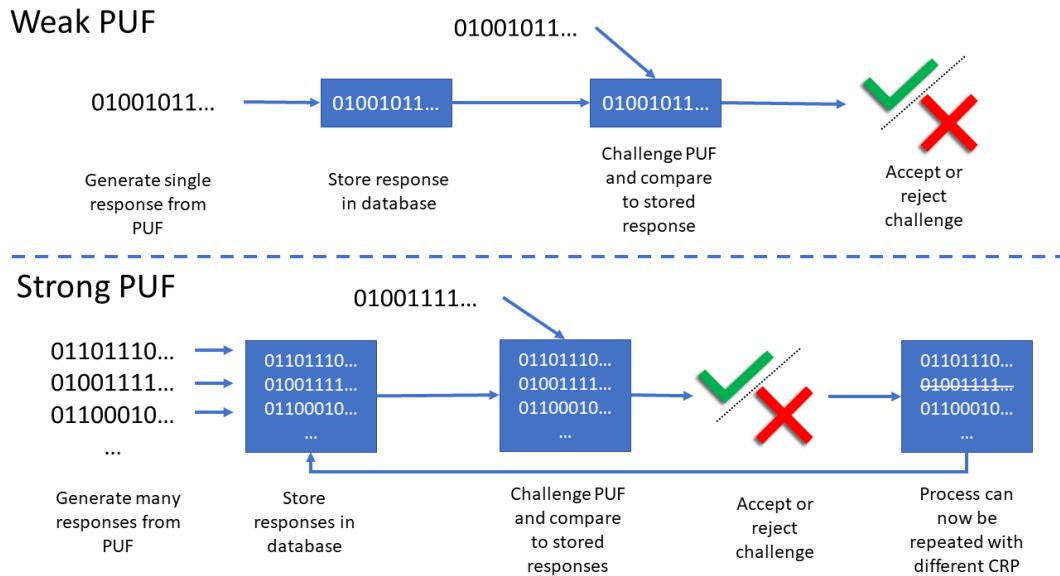 Weak PUF
01001011...
01001011...
01001011...
01001011...
Generate single
response from
PUF
Store response
in database
Challenge PUF
and compare
to stored
response
Accept or
reject
challenge
Strong PUF
01001111...
01101110...
01001111...
01100010...
...
01101110...
01001111...
01100010...
...
01101110...
01001111...
01100010...
...
01101110...
01001111...
01100010...
...
Generate many
responses from
PUF
Store
responses in
database
Challenge PUF
and compare
to stored
responses
Accept or
reject
challenge
Process can
now be
repeated with
different CRP